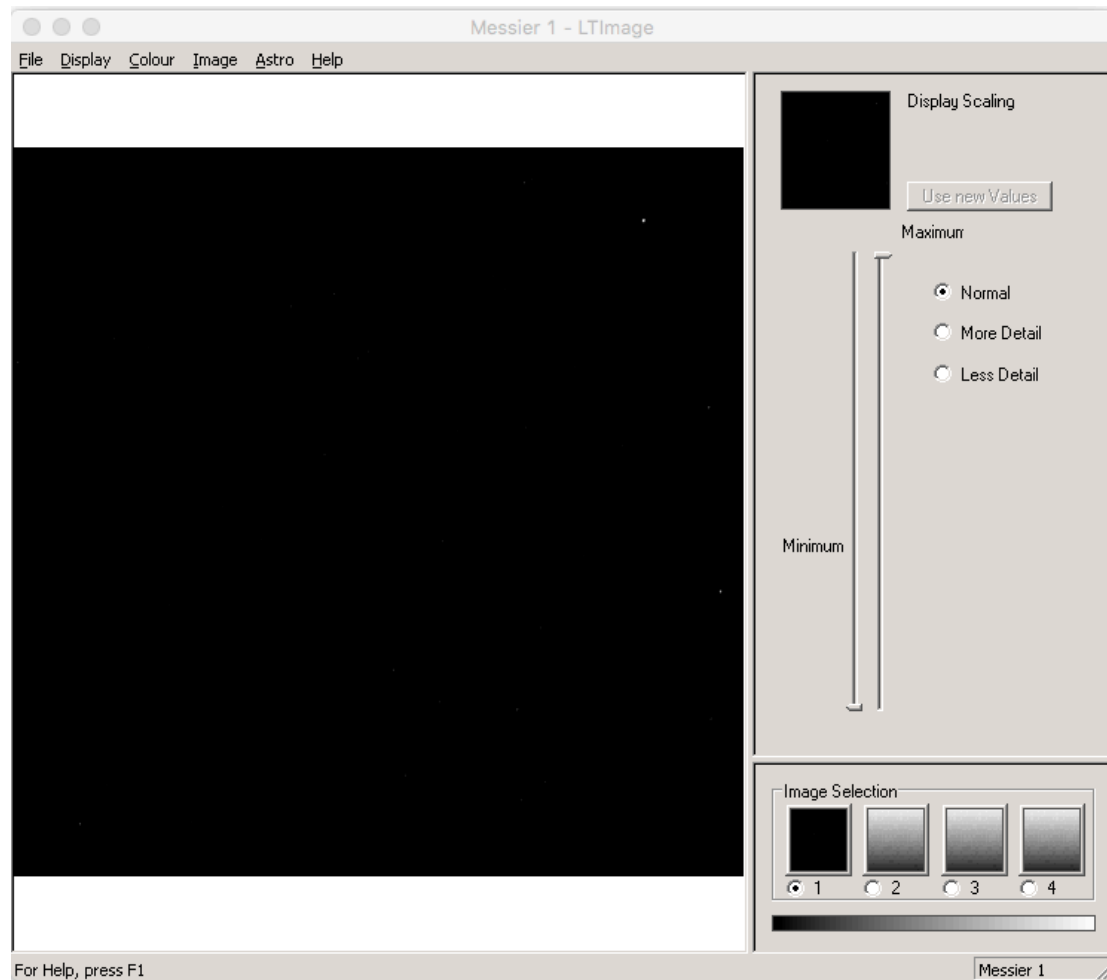 Messier 1 - LTImage
File Display Colour Image Astro Help
Display Scaling
Use new Values
Maximum
Normal
More Detail
Less Detail
Minimum
Image Selection
1 2 3 4
For Help, press F1
Messier 1